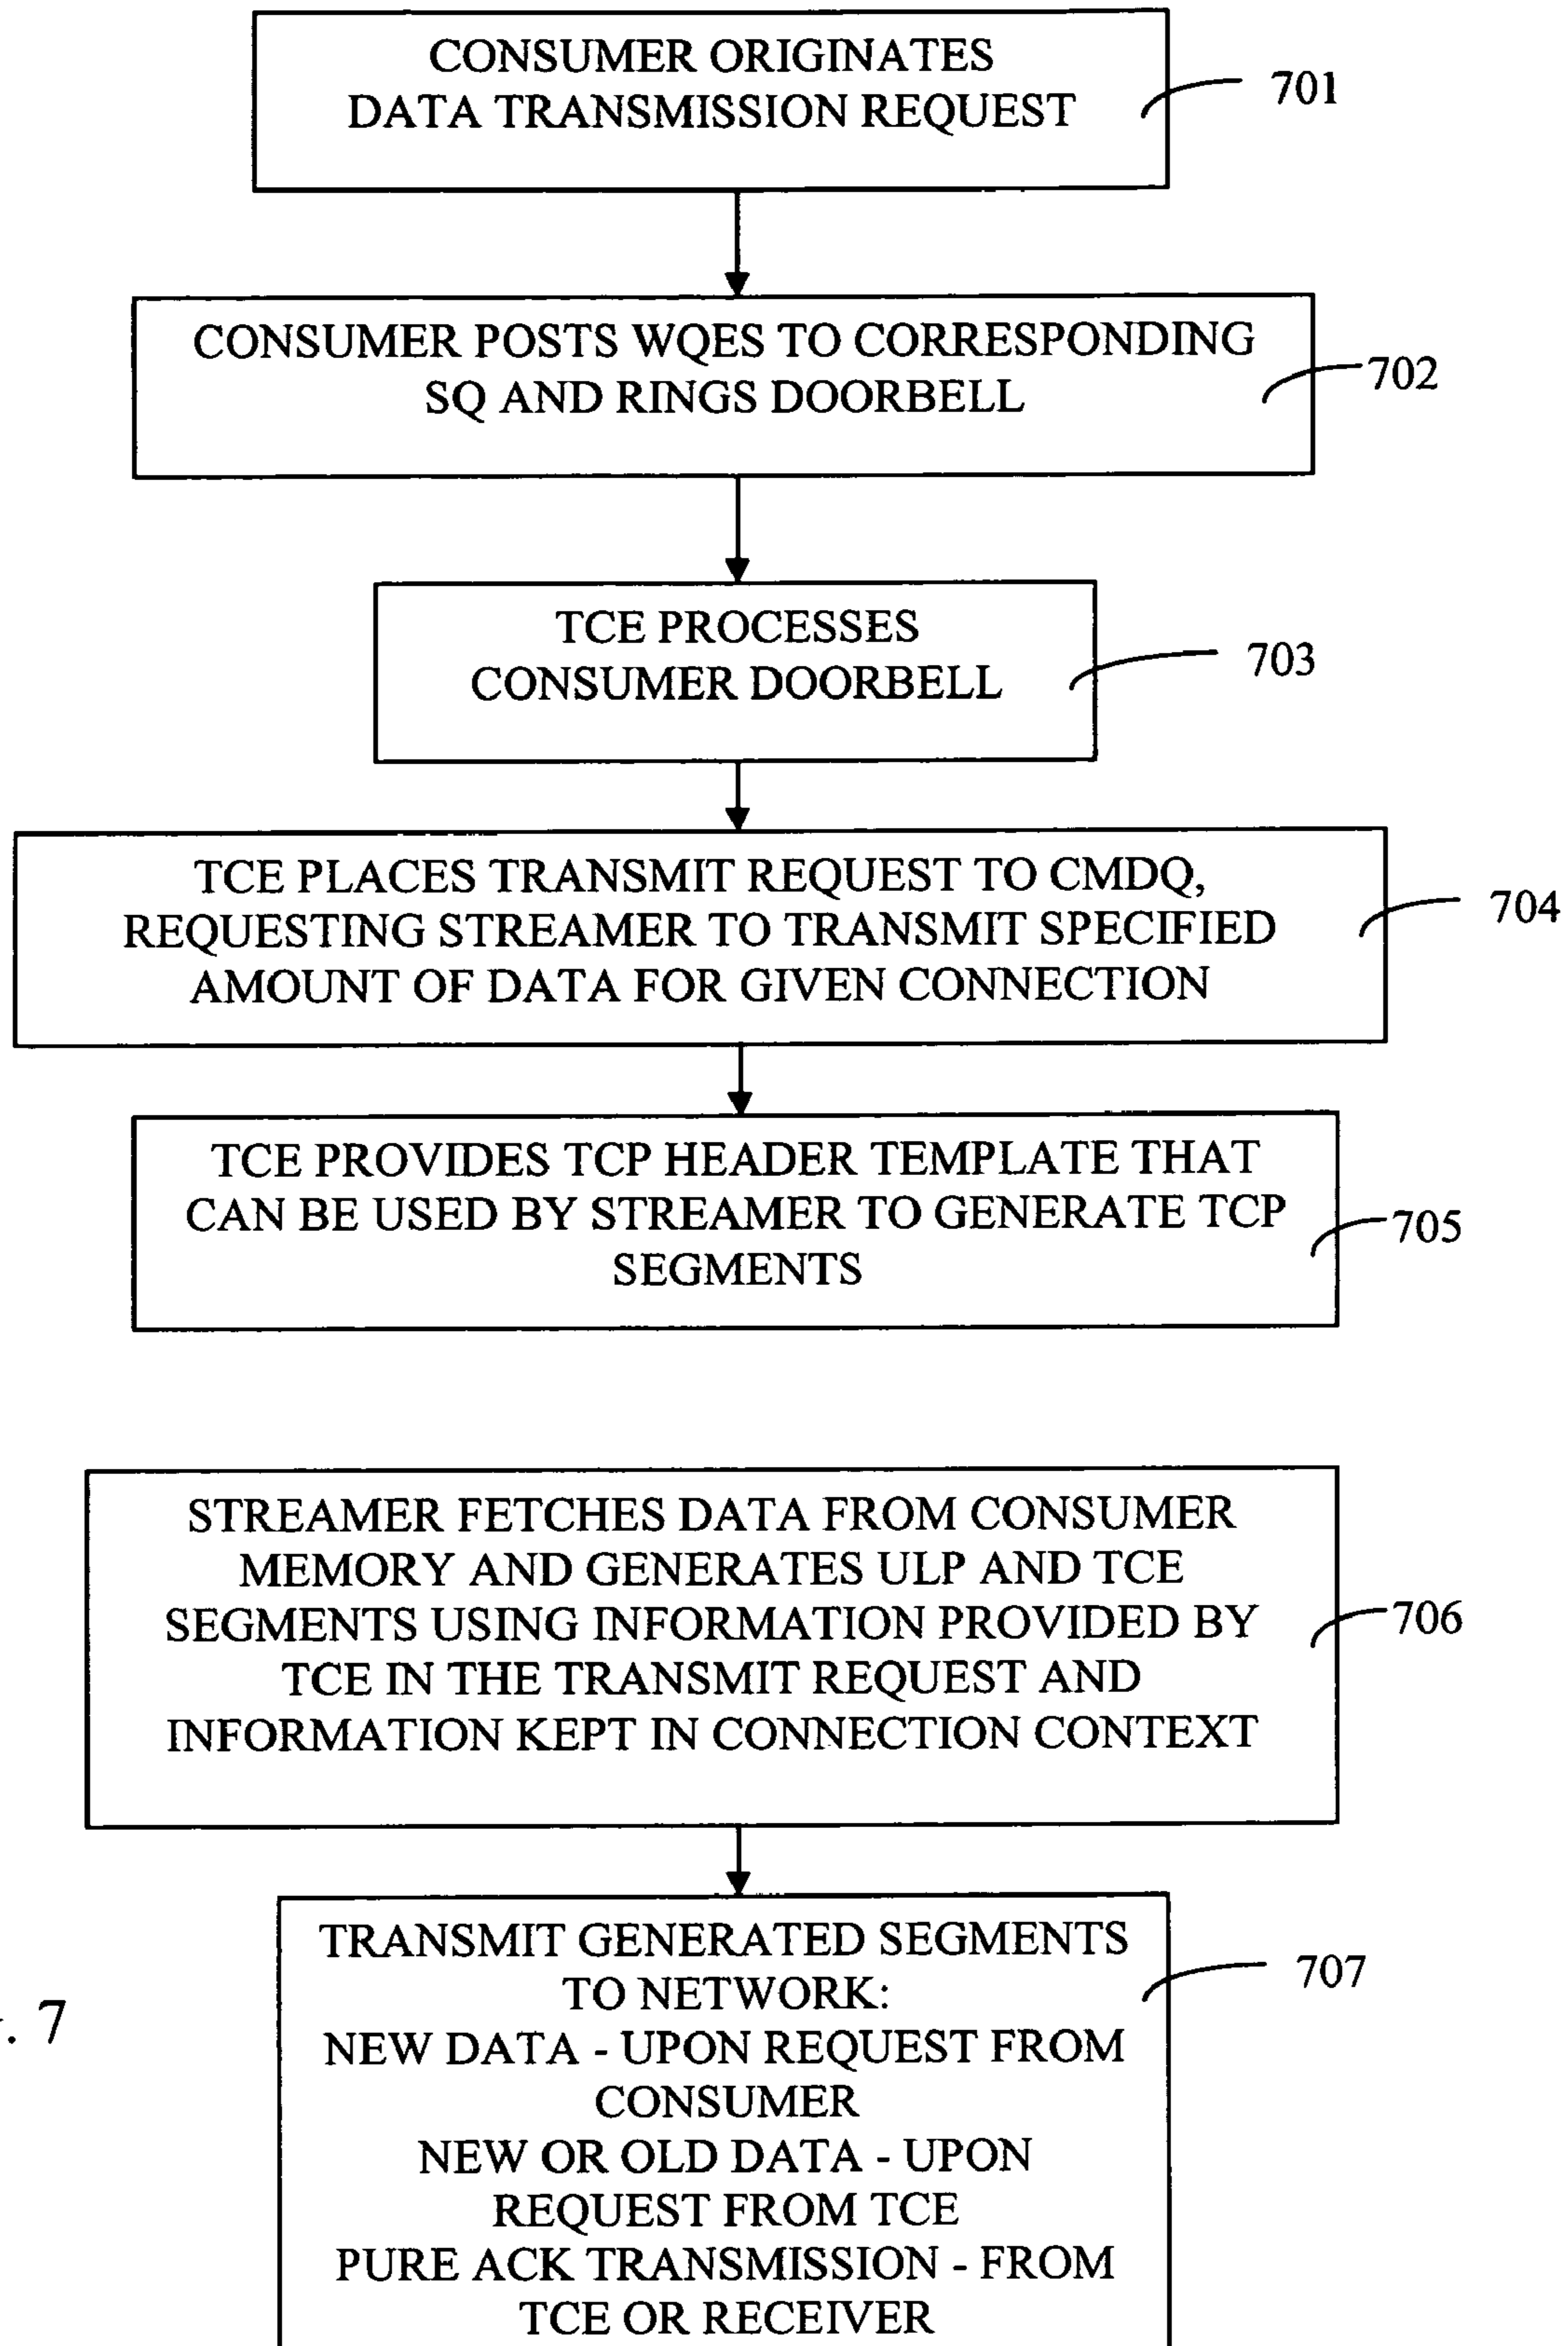 CONSUMER ORIGINATES
DATA TRANSMISSION REQUEST
701
CONSUMER POSTS WQES TO CORRESPONDING
SQ AND RINGS DOORBELL
702
TCE PROCESSES
CONSUMER DOORBELL
703
TCE PLACES TRANSMIT REQUEST TO CMDQ,
REQUESTING STREAMER TO TRANSMIT SPECIFIED
AMOUNT OF DATA FOR GIVEN CONNECTION
704
TCE PROVIDES TCP HEADER TEMPLATE THAT
CAN BE USED BY STREAMER TO GENERATE TCP
SEGMENTS
705
STREAMER FETCHES DATA FROM CONSUMER
MEMORY AND GENERATES ULP AND TCE
SEGMENTS USING INFORMATION PROVIDED BY
TCE IN THE TRANSMIT REQUEST AND
INFORMATION KEPT IN CONNECTION CONTEXT
706
TRANSMIT GENERATED SEGMENTS
TO NETWORK:
NEW DATA - UPON REQUEST FROM
CONSUMER
NEW OR OLD DATA - UPON
REQUEST FROM TCE
PURE ACK TRANSMISSION - FROM
TCE OR RECEIVER
707
. 7